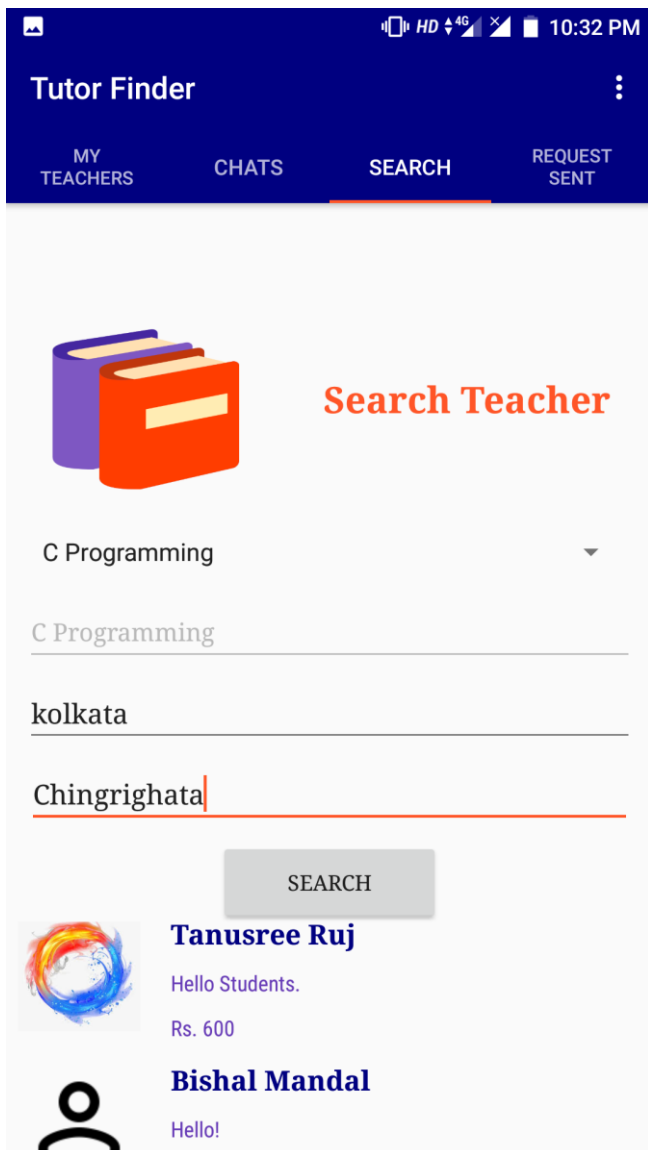 HD 4G 10:32 PM
Tutor Finder
MY TEACHERS
CHATS
SEARCH
REQUEST SENT
Search Teacher
C Programming
C Programming
kolkata
Chingrighata
SEARCH
Tanusree Ruj
Hello Students.
Rs. 600
Bishal Mandal
Hello!